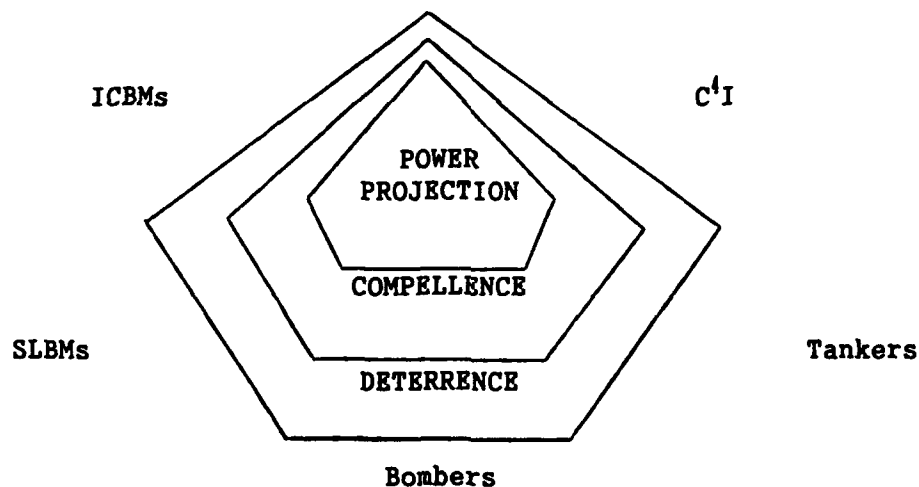 ICBMs
C⁴I
POWER
PROJECTION
COMPELLENCE
SLBMs
Tankers
DETERRENCE
Bombers